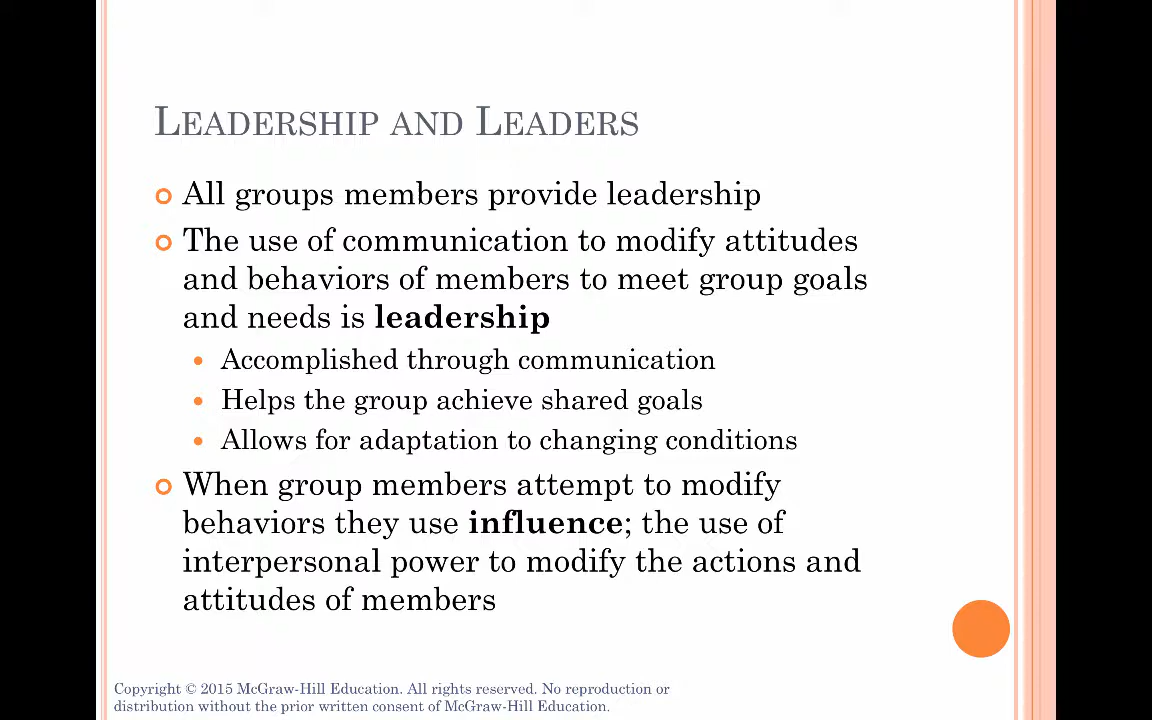 Leadership and Leaders
All groups members provide leadership
The use of communication to modify attitudes
and behaviors of members to meet group goals
and needs is leadership
Accomplished through communication
Helps the group achieve shared goals
Allows for adaptation to changing conditions
When group members attempt to modify
behaviors they use influence; the use of
interpersonal power to modify the actions and
attitudes of members
Copyright © 2015 McGraw-Hill Education. All rights reserved. No reproduction or
distribution without the prior written consent of McGraw-Hill Education.